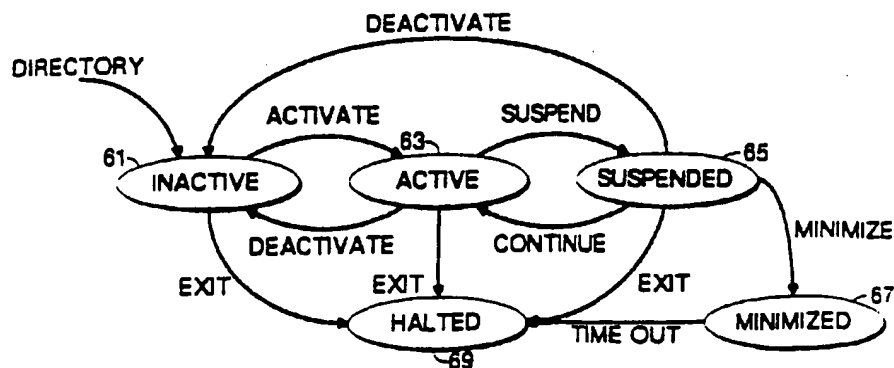 DEACTIVATE
DIRECTORY
ACTIVATE
SUSPEND
61
63
65
INACTIVE
ACTIVE
SUSPENDED
DEACTIVATE
CONTINUE
MINIMIZE
EXIT
EXIT
EXIT
67
HALTED
TIME OUT
MINIMIZED
69